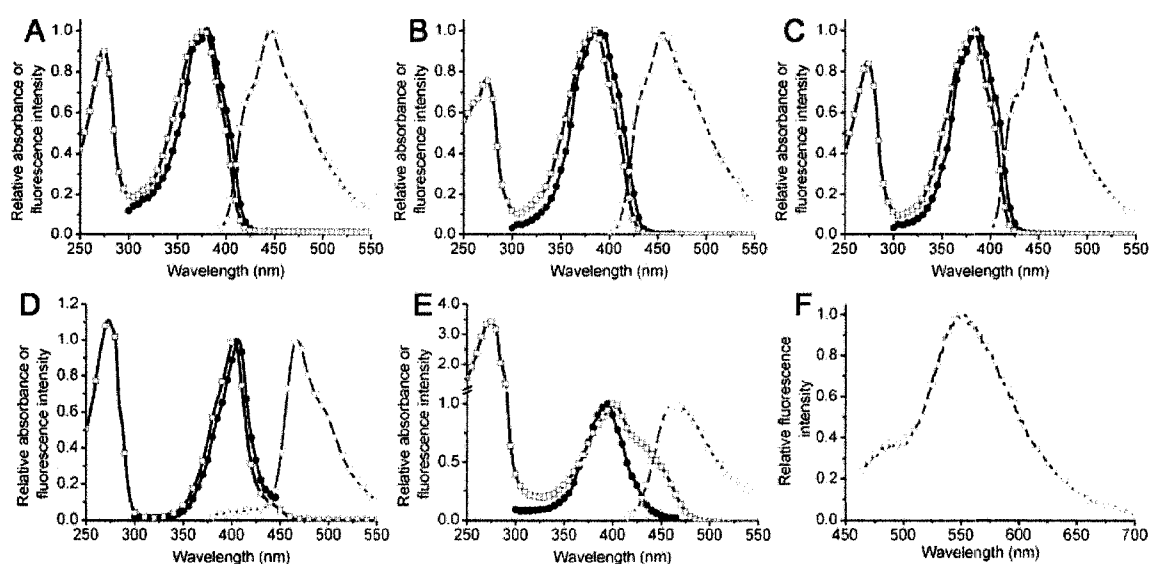 A
Relative absorbance or
fluorescence intensity
1.0
0.8
0.6
0.4
0.2
0.0
250 300 350 400 450 500 550
Wavelength (nm)
B
Relative absorbance or
fluorescence intensity
1.0
0.8
0.6
0.4
0.2
0.0
250 300 350 400 450 500 550
Wavelength (nm)
C
Relative absorbance or
fluorescence intensity
1.0
0.8
0.6
0.4
0.2
0.0
250 300 350 400 450 500 550
Wavelength (nm)
D
Relative absorbance or
fluorescence intensity
1.2
1.0
0.8
0.6
0.4
0.2
0.0
250 300 350 400 450 500 550
Wavelength (nm)
E
Relative absorbance or
fluorescence intensity
4.0
3.0
2.0
1.0
0.5
0.0
250 300 350 400 450 500 550
Wavelength (nm)
F
Relative fluorescence
intensity
1.0
0.8
0.6
0.4
0.2
0.0
450 500 550 600 650 700
Wavelength (nm)